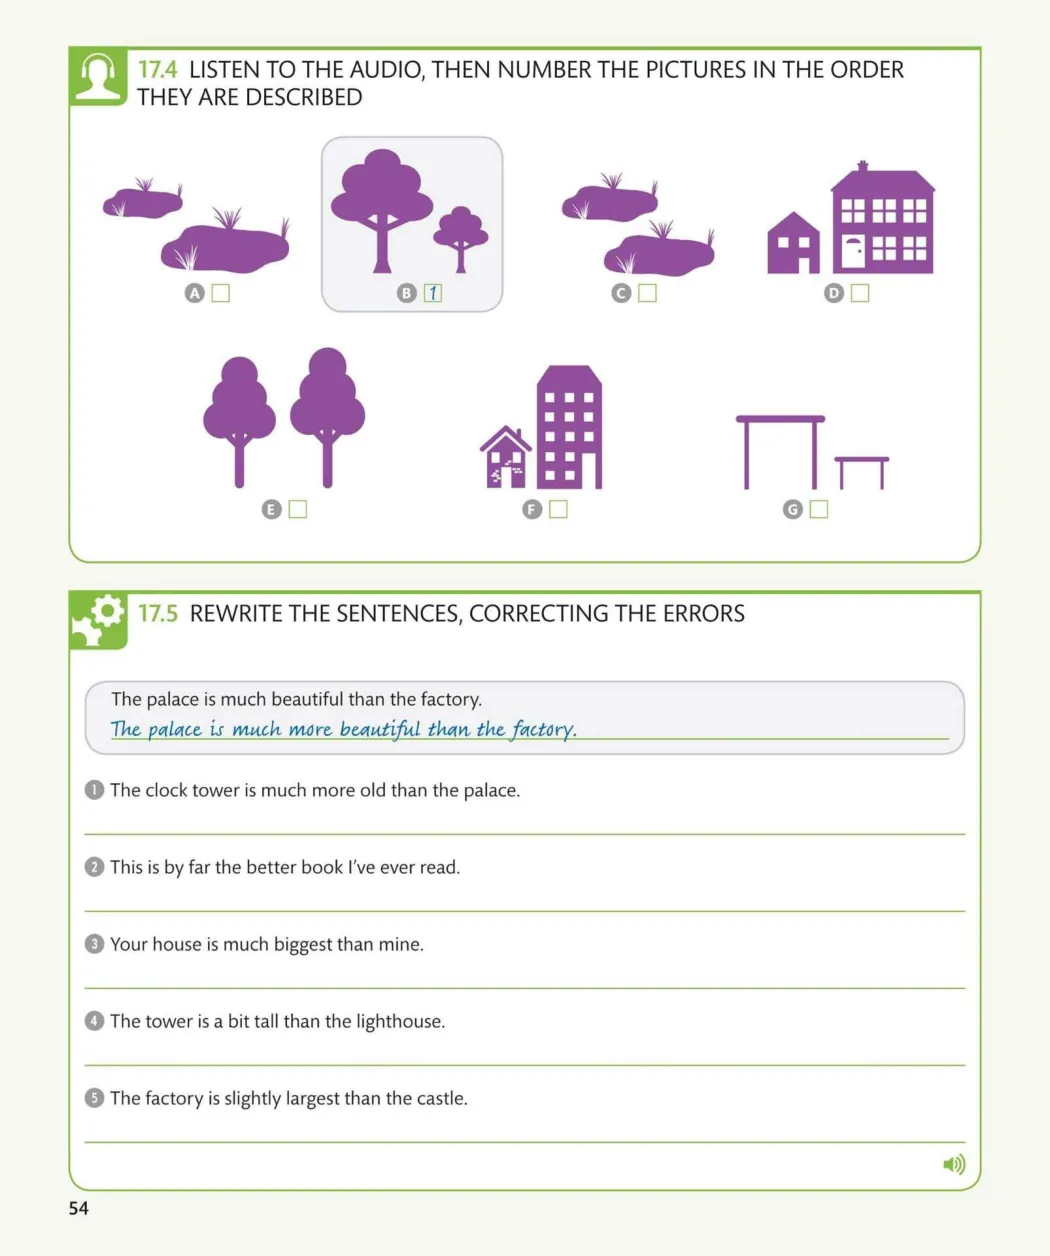 17.4 LISTEN TO THE AUDIO, THEN NUMBER THE PICTURES IN THE ORDER
THEY ARE DESCRIBED
A
B 1
C
D
E
F
G
17.5 REWRITE THE SENTENCES, CORRECTING THE ERRORS
The palace is much beautiful than the factory.
The palace is much more beautiful than the factory.
1 The clock tower is much more old than the palace.
2 This is by far the better book I've ever read.
3 Your house is much biggest than mine.
4 The tower is a bit tall than the lighthouse.
5 The factory is slightly largest than the castle.
54